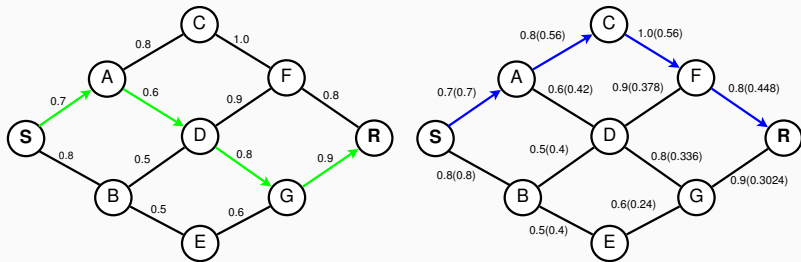 C
0.8
1.0
A
F
0.7
0.6
0.9
0.8
S
D
R
0.8
0.5
0.8
0.9
B
G
0.5
0.6
E
C
0.8(0.56)
1.0(0.56)
A
F
0.7(0.7)
0.6(0.42)
0.9(0.378)
0.8(0.448)
S
D
R
0.8(0.8)
0.5(0.4)
0.8(0.336)
0.9(0.3024)
B
G
0.5(0.4)
0.6(0.24)
E